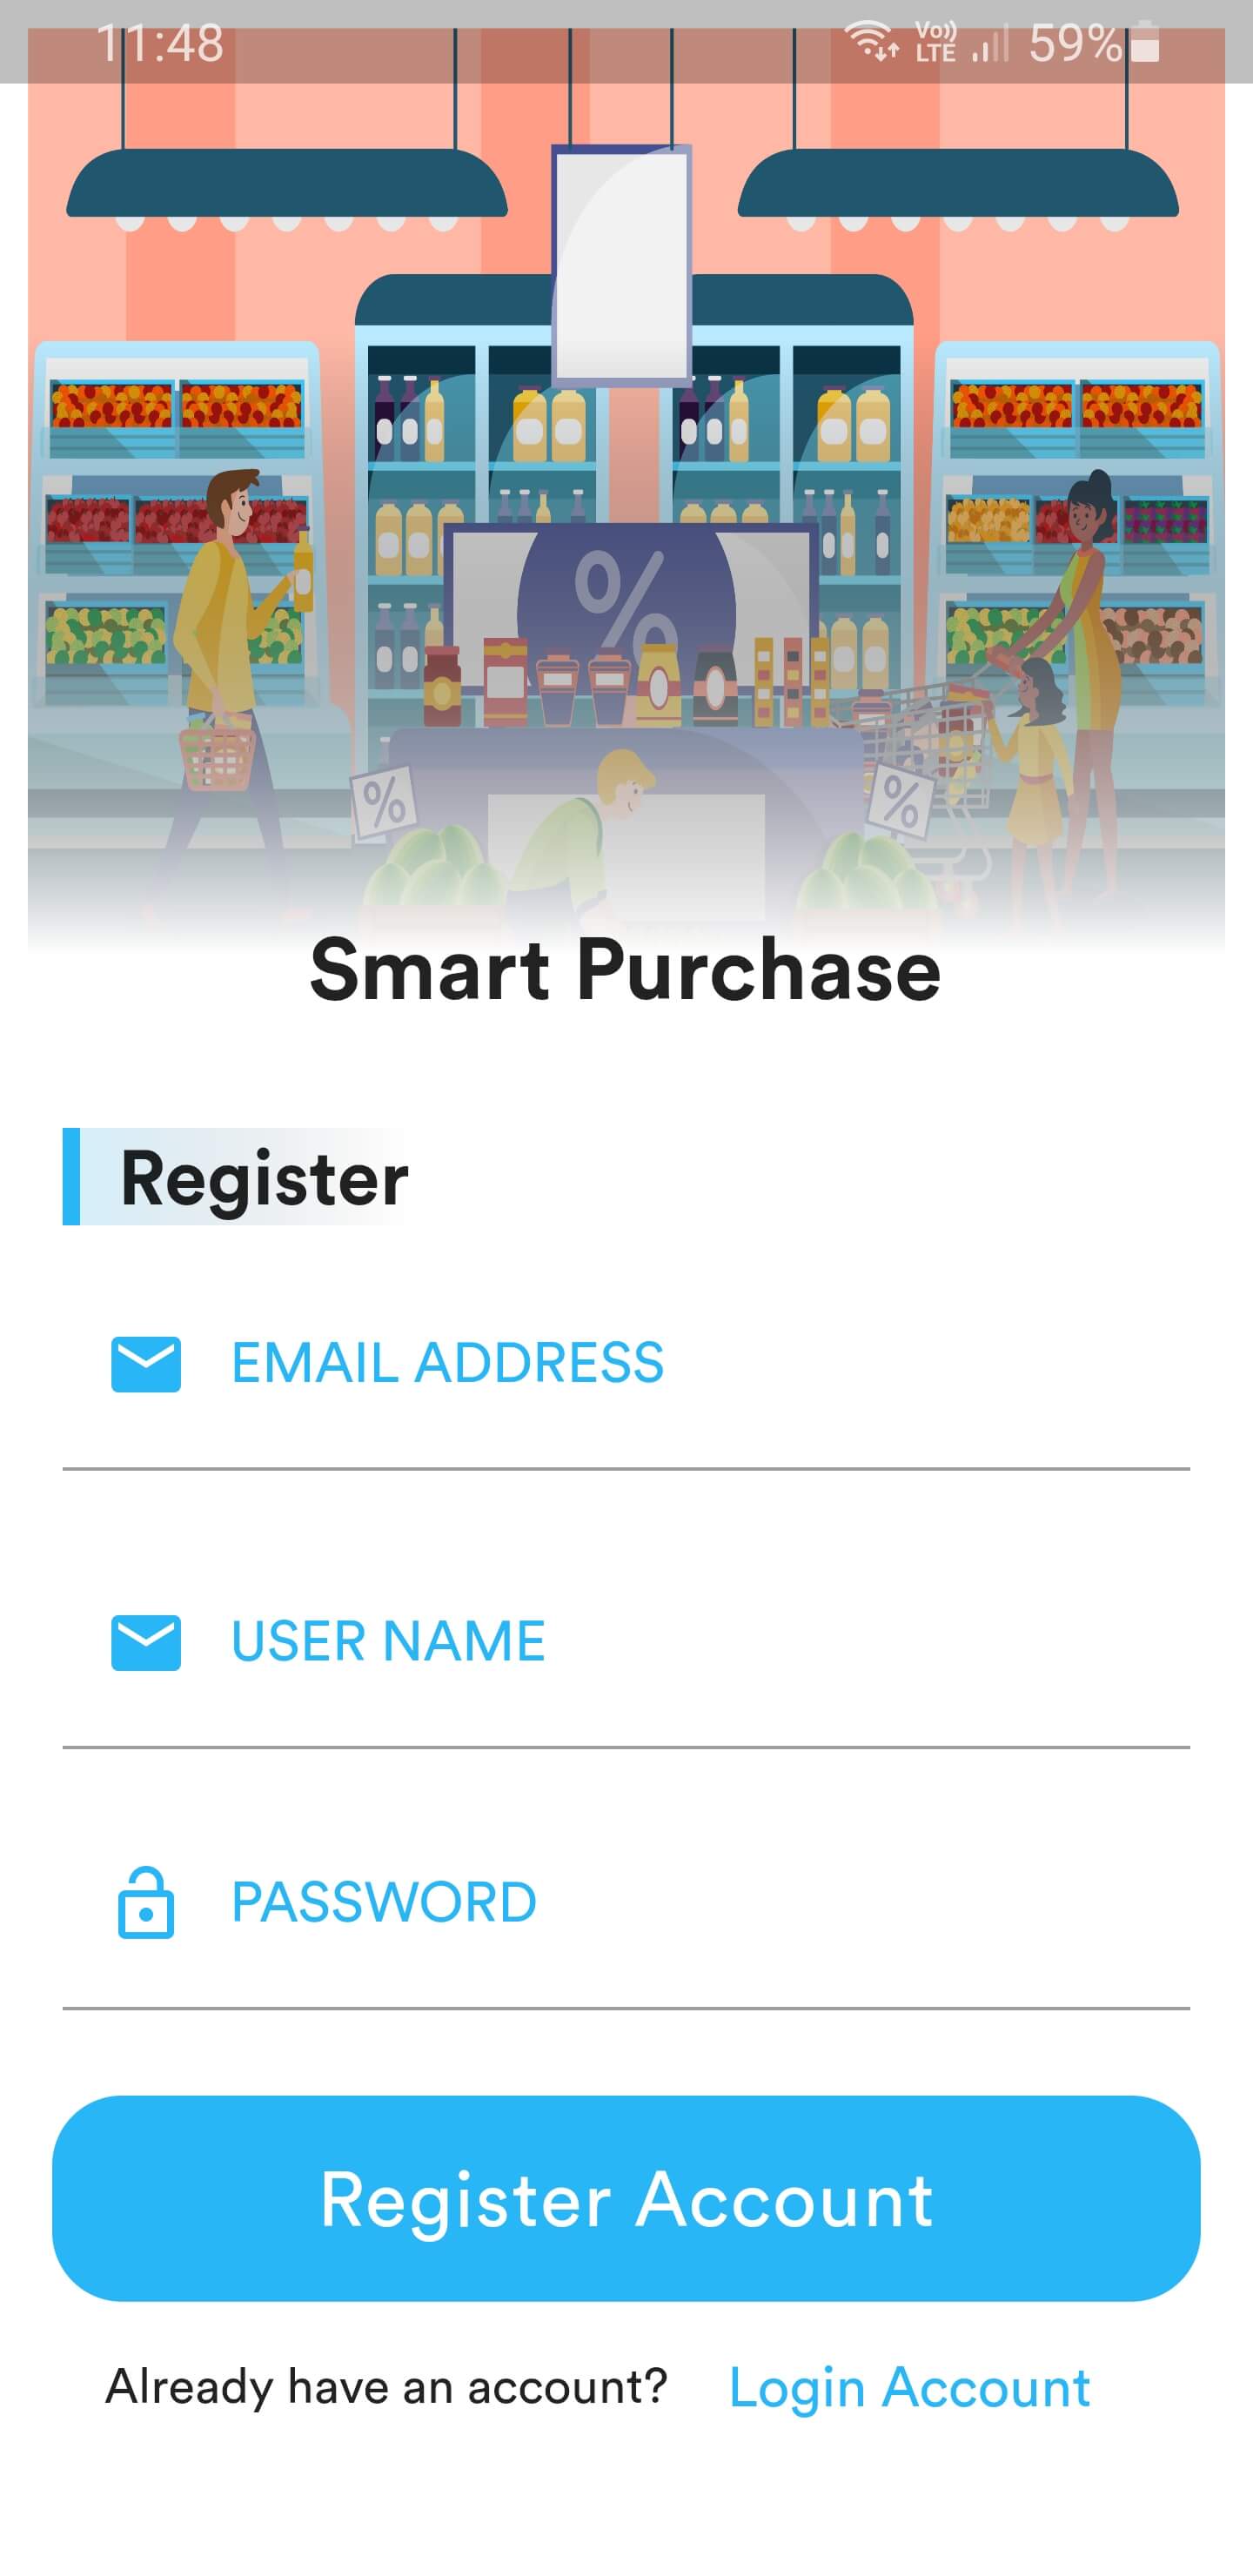 11:48 Vo)) LTE 59%
%
% %
Smart Purchase
Register
EMAIL ADDRESS
USER NAME
PASSWORD
Register Account
Already have an account? Login Account